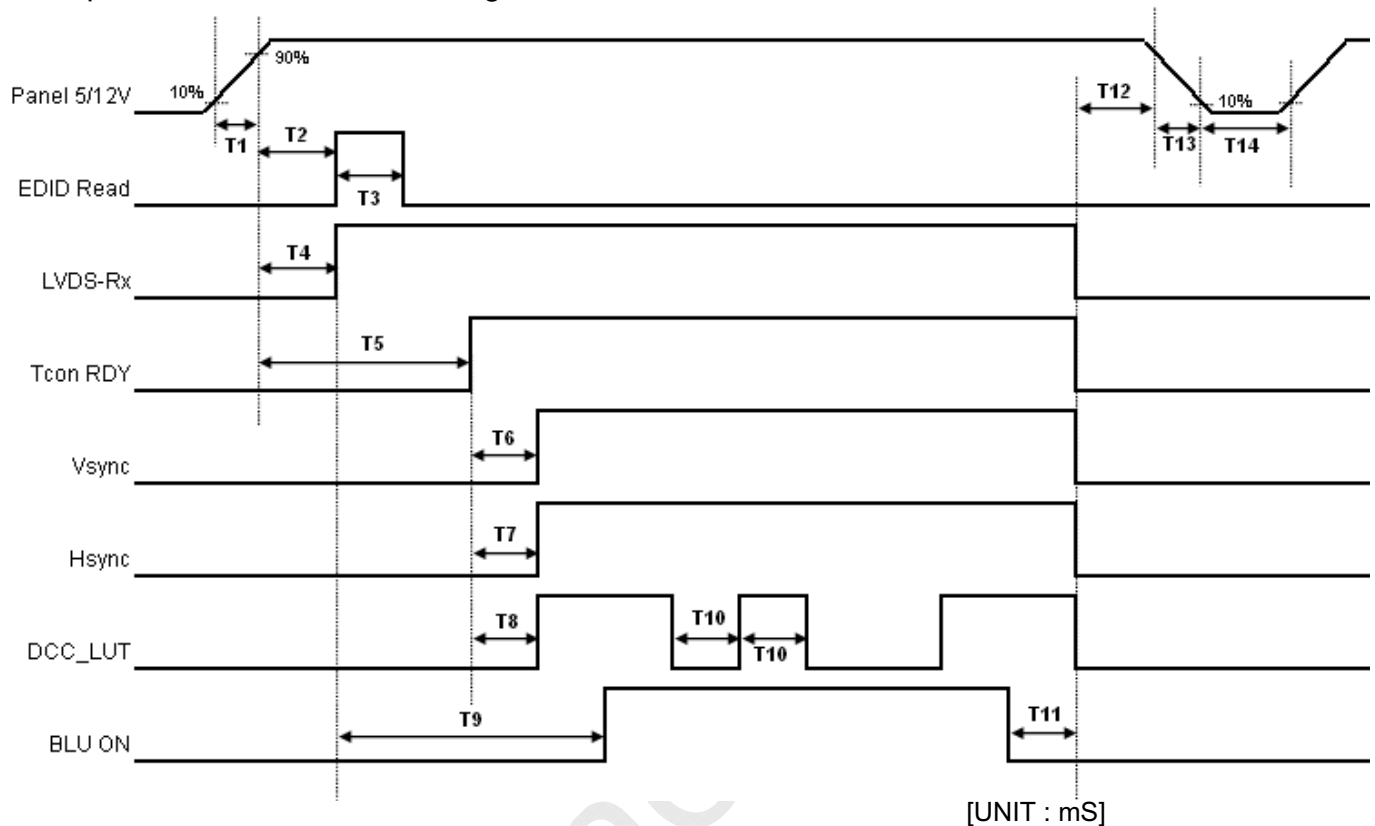 90%
Panel 5/12V 10% T12 10%
T1 T2 T13 T14
EDID Read T3
T4
LVDS-Rx
T5
Tcon RDY
T6
Vsync
T7
Hsync
T8 T10
DCC_LUT T10
T9 T11
BLU ON
[UNIT : mS]